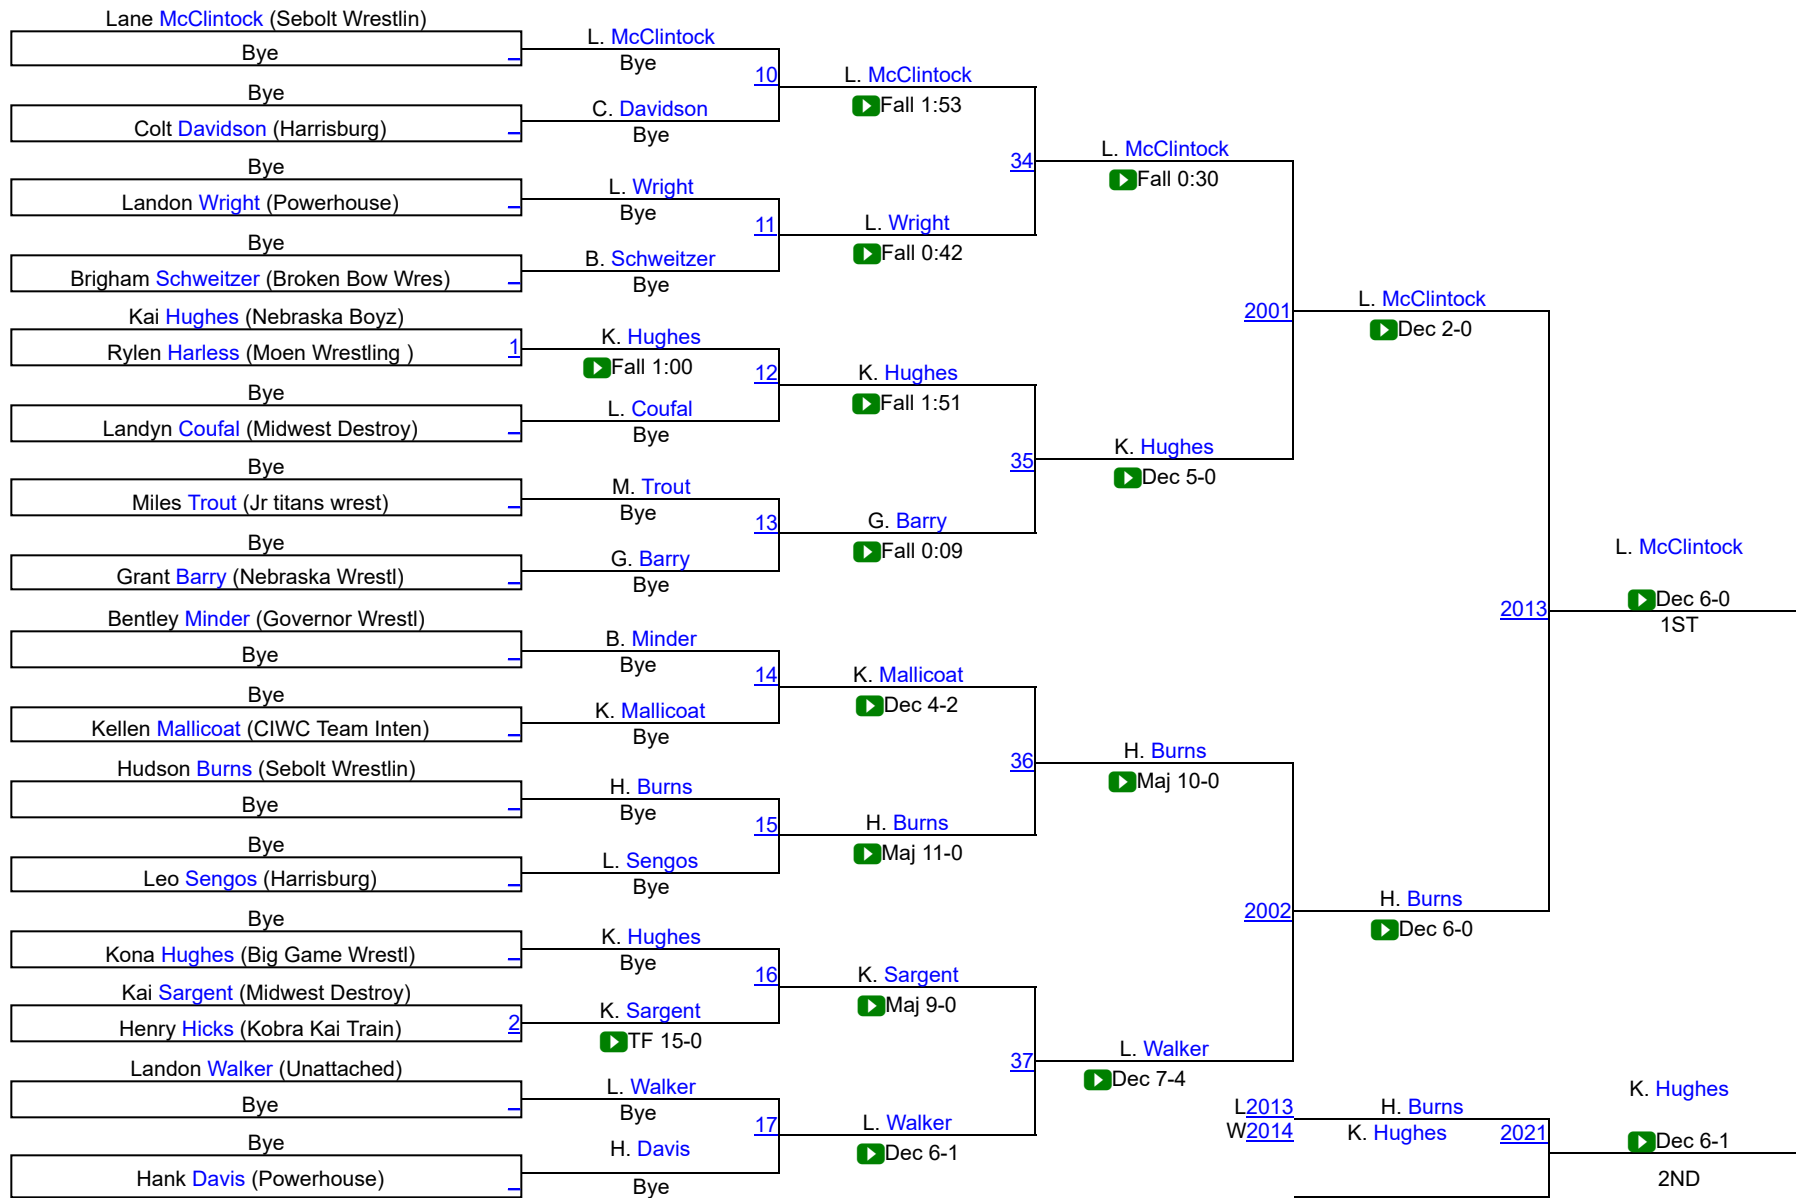 Lane McClintock (Sebolt Wrestlin)
Bye
Bye
Colt Davidson (Harrisburg)
Bye
Landon Wright (Powerhouse)
Bye
Brigham Schweitzer (Broken Bow Wres)
Kai Hughes (Nebraska Boyz)
Rylen Harless (Moen Wrestling )
1
Bye
Landyn Coufal (Midwest Destroy)
Bye
Miles Trout (Jr titans wrest)
Bye
Grant Barry (Nebraska Wrestl)
Bentley Minder (Governor Wrestl)
Bye
Bye
Kellen Mallicoat (CIWC Team Inten)
Hudson Burns (Sebolt Wrestlin)
Bye
Bye
Leo Sengos (Harrisburg)
Bye
Kona Hughes (Big Game Wrestl)
Kai Sargent (Midwest Destroy)
Henry Hicks (Kobra Kai Train)
2
Landon Walker (Unattached)
Bye
Bye
Hank Davis (Powerhouse)
L. McClintock
Bye
10
C. Davidson
Bye
L. Wright
Bye
11
B. Schweitzer
Bye
K. Hughes
Fall 1:00
12
L. Coufal
Bye
M. Trout
Bye
13
G. Barry
Bye
B. Minder
Bye
14
K. Mallicoat
Bye
H. Burns
Bye
15
L. Sengos
Bye
K. Hughes
Bye
16
K. Sargent
TF 15-0
L. Walker
Bye
17
H. Davis
Bye
L. McClintock
Fall 1:53
34
L. Wright
Fall 0:42
K. Hughes
Fall 1:51
35
G. Barry
Fall 0:09
K. Mallicoat
Dec 4-2
36
H. Burns
Maj 11-0
K. Sargent
Maj 9-0
37
L. Walker
Dec 6-1
L. McClintock
Fall 0:30
2001
K. Hughes
Dec 5-0
H. Burns
Maj 10-0
2002
L. Walker
Dec 7-4
L. McClintock
Dec 2-0
2013
H. Burns
Dec 6-0
L. McClintock
Dec 6-0
1ST
L2013
H. Burns
W2014
K. Hughes
2021
K. Hughes
Dec 6-1
2ND